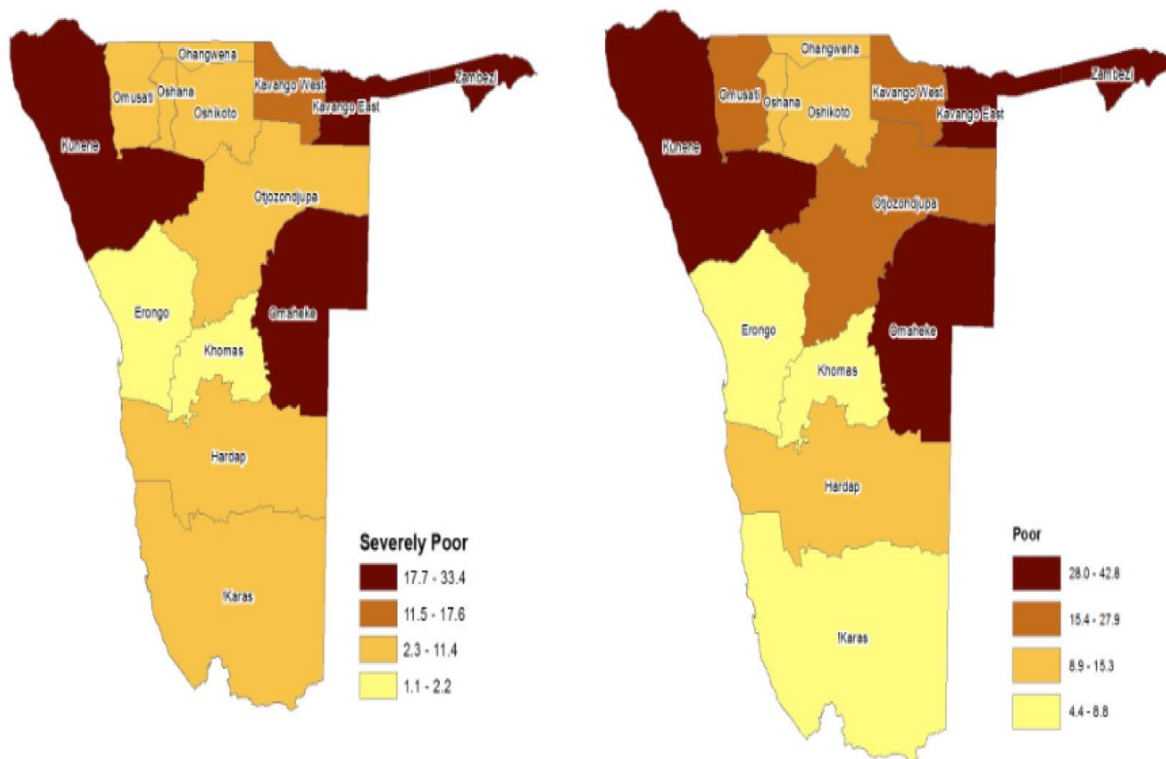 Ohangwena
Omusati
Oshana
Oshikoto
Kavango West
Kavango East
Zambezi
Kunene
Otjozondjupa
Erongo
Omaheke
Khomas
Hardap
!Karas
Severely Poor
17.7 - 33.4
11.5 - 17.6
2.3 - 11.4
1.1 - 2.2
Ohangwena
Omusati
Oshana
Oshikoto
Kavango West
Kavango East
Zambezi
Kunene
Otjozondjupa
Erongo
Omaheke
Khomas
Hardap
!Karas
Poor
28.0 - 42.8
15.4 - 27.9
8.9 - 15.3
4.4 - 8.8